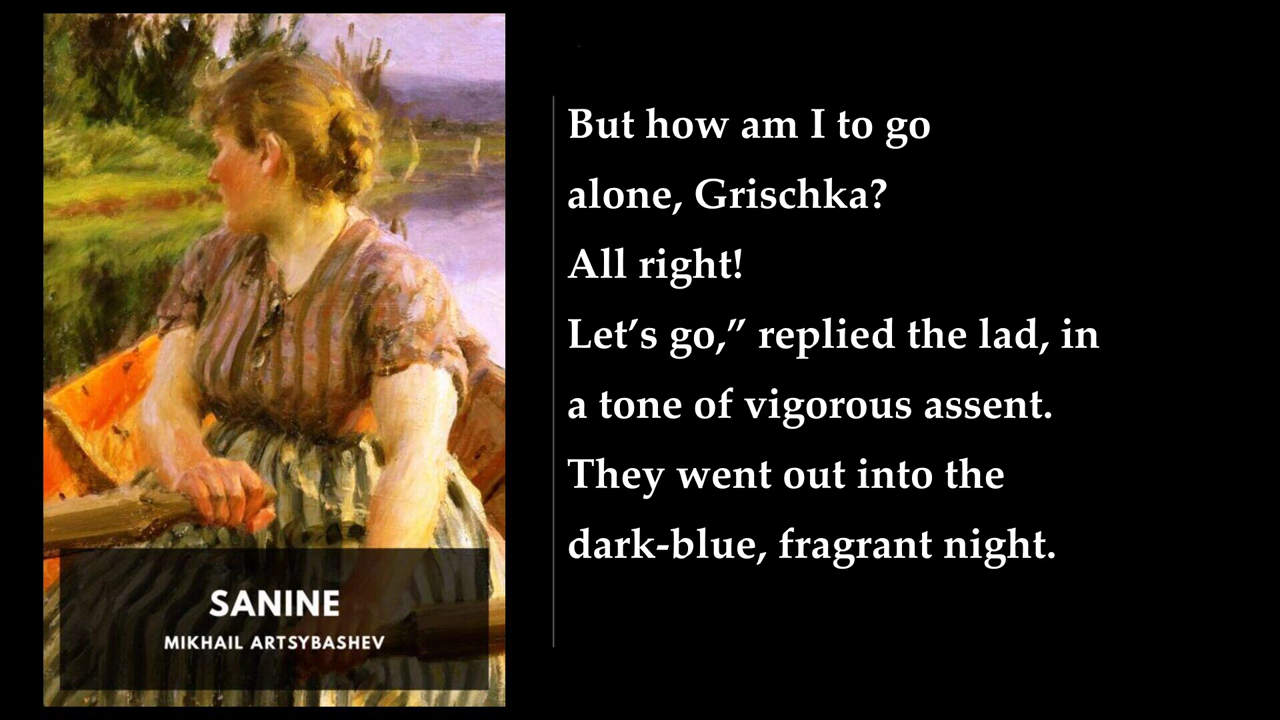 But how am I to go
alone, Grischka?
All right!
Let’s go,” replied the lad, in
a tone of vigorous assent.
They went out into the
dark-blue, fragrant night.
SANINE
MIKHAIL ARTSYBASHEV